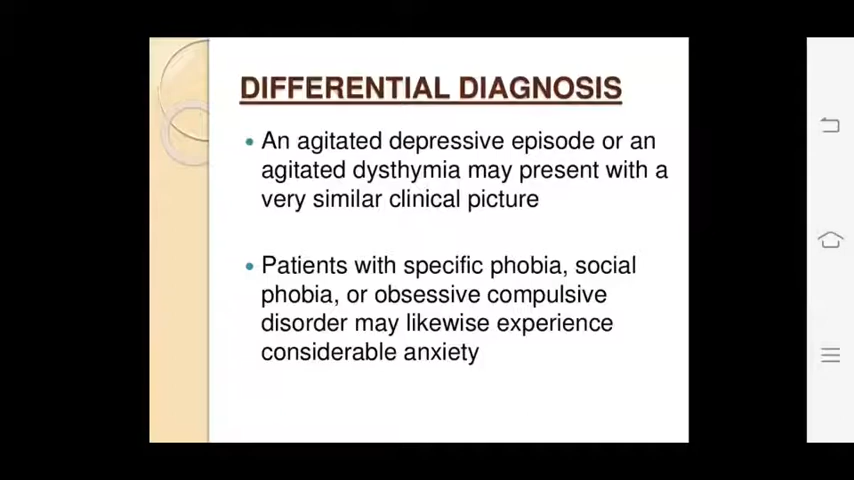 DIFFERENTIAL DIAGNOSIS
• An agitated depressive episode or an
agitated dysthymia may present with a
very similar clinical picture
• Patients with specific phobia, social
phobia, or obsessive compulsive
disorder may likewise experience
considerable anxiety